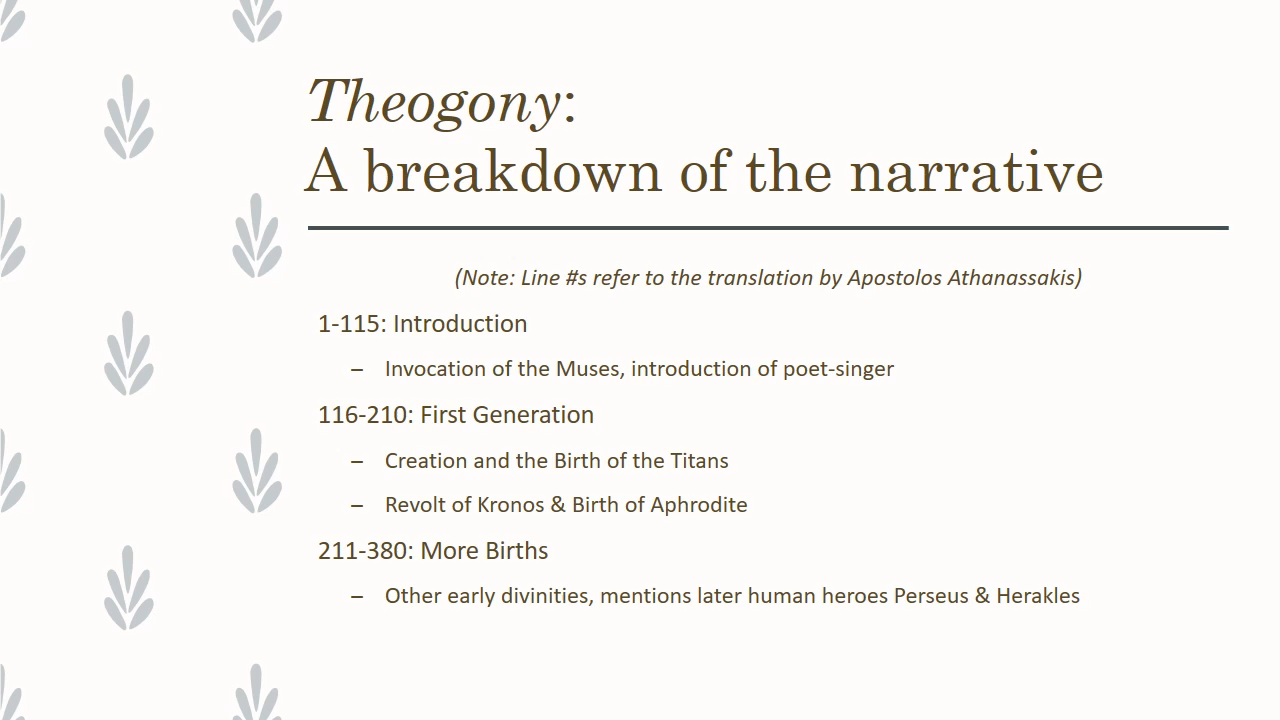 Theogony:
A breakdown of the narrative
(Note: Line #s refer to the translation by Apostolos Athanassakis)
1-115: Introduction
– Invocation of the Muses, introduction of poet-singer
116-210: First Generation
– Creation and the Birth of the Titans
– Revolt of Kronos & Birth of Aphrodite
211-380: More Births
– Other early divinities, mentions later human heroes Perseus & Herakles